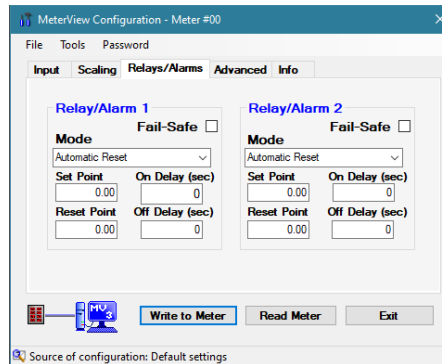 MeterView Configuration - Meter #00
File Tools Password
Input Scaling Relays/Alarms Advanced Info
Relay/Alarm 1
Fail-Safe
Mode
Automatic Reset
Set Point On Delay (sec)
0.00 0
Reset Point Off Delay (sec)
0.00 0
Relay/Alarm 2
Fail-Safe
Mode
Automatic Reset
Set Point On Delay (sec)
0.00 0
Reset Point Off Delay (sec)
0.00 0
MV 3
Write to Meter Read Meter Exit
Source of configuration: Default settings